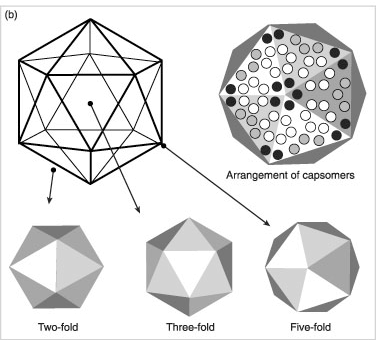 (b)
Arrangement of capsomers
Two-fold
Three-fold
Five-fold